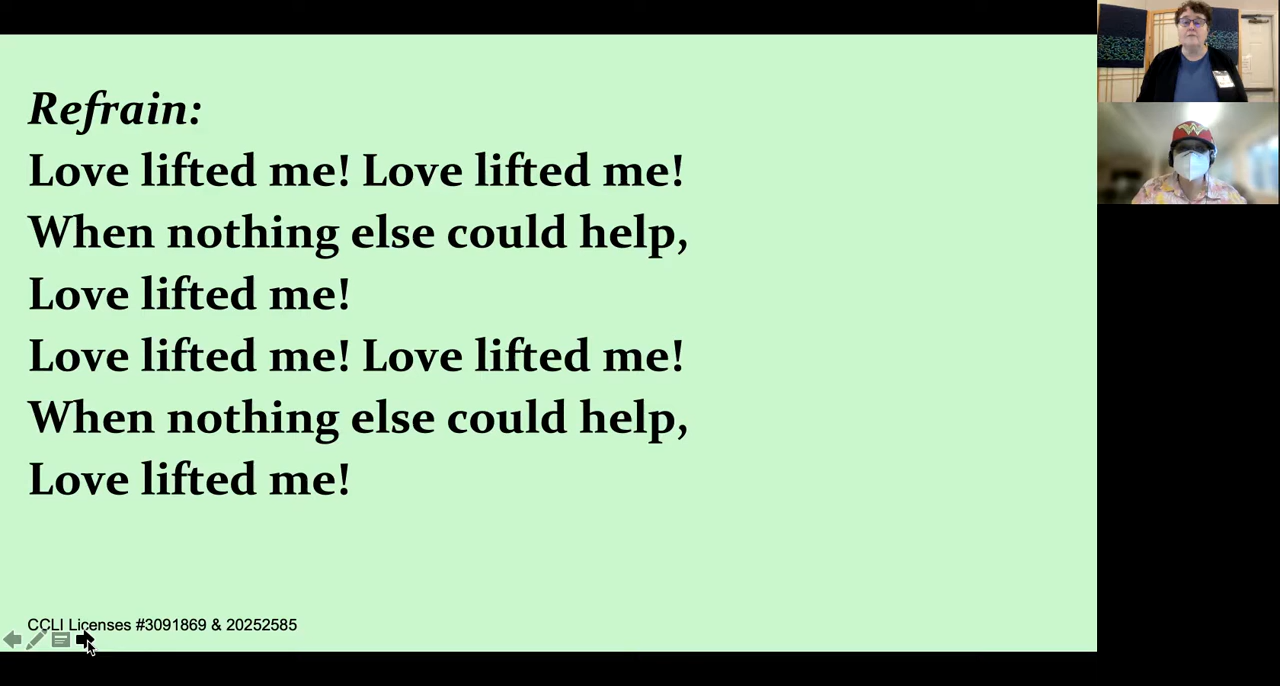 Refrain:
Love lifted me! Love lifted me!
When nothing else could help,
Love lifted me!
Love lifted me! Love lifted me!
When nothing else could help,
Love lifted me!
CCLI Licenses #3091869 & 20252585